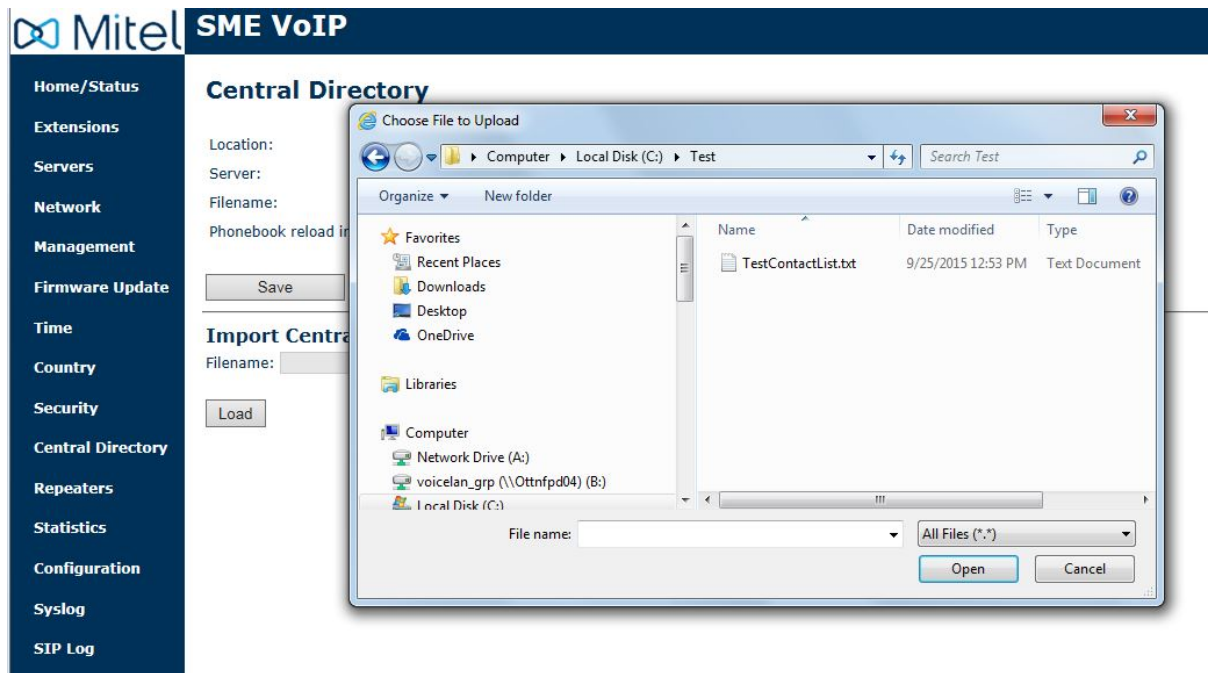 Mitel SME VoIP
Home/Status
Extensions
Servers
Network
Management
Firmware Update
Time
Country
Security
Central Directory
Repeaters
Statistics
Configuration
Syslog
SIP Log
Central Directory
Location:
Server:
Filename:
Phonebook reload
Save
Import
Filename:
Load
Choose File to Upload
Computer Local Disk (C:) Test
Search Test
Organize New folder
Favorites
Recent Places
Downloads
Desktop
OneDrive
Libraries
Computer
Network Drive (A:)
voicelan_grp (\\Ottnfpd04) (B:)
Local Disk (C:)
Name Date modified Type
TestContactList.txt 9/25/2015 12:53 PM Text Document
File name: All Files (*.*)
Open Cancel